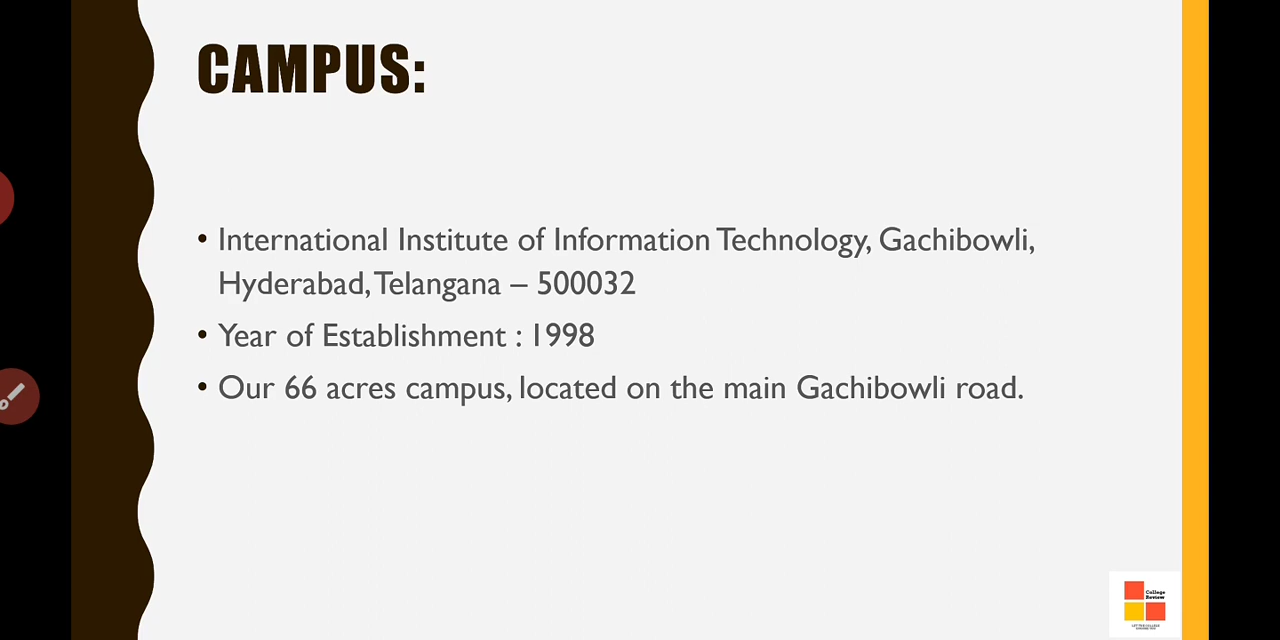 CAMPUS:
• International Institute of Information Technology, Gachibowli,
Hyderabad, Telangana – 500032
• Year of Establishment : 1998
• Our 66 acres campus, located on the main Gachibowli road.
College
Review